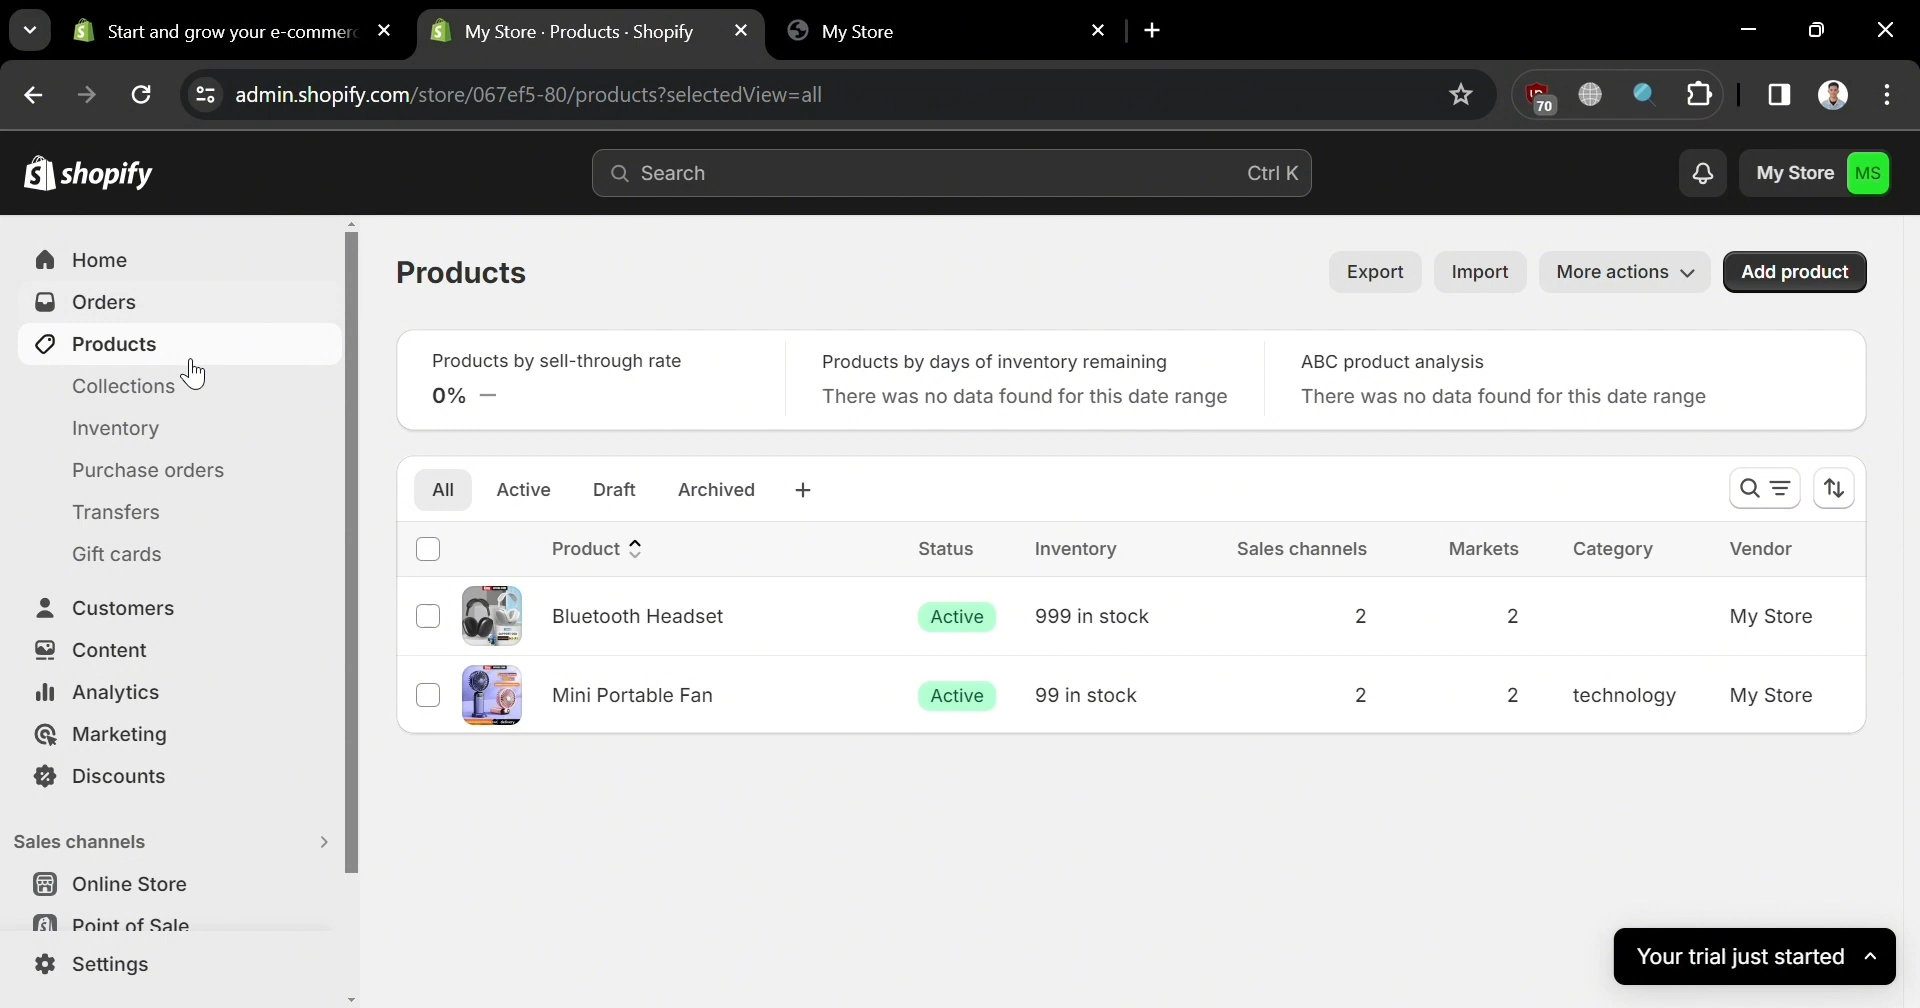 Start and grow your e-commerc
My Store · Products · Shopify
My Store
admin.shopify.com/store/067ef5-80/products?selectedView=all
70
shopify
Search
Ctrl K
My Store
MS
Home
Orders
Products
Collections
Inventory
Purchase orders
Transfers
Gift cards
Customers
Content
Analytics
Marketing
Discounts
Sales channels
Online Store
Point of Sale
Settings
Products
Export
Import
More actions
Add product
Products by sell-through rate
0% —
Products by days of inventory remaining
There was no data found for this date range
ABC product analysis
There was no data found for this date range
All
Active
Draft
Archived
Product
Status
Inventory
Sales channels
Markets
Category
Vendor
Bluetooth Headset
Active
999 in stock
2
2
My Store
Mini Portable Fan
Active
99 in stock
2
2
technology
My Store
Your trial just started